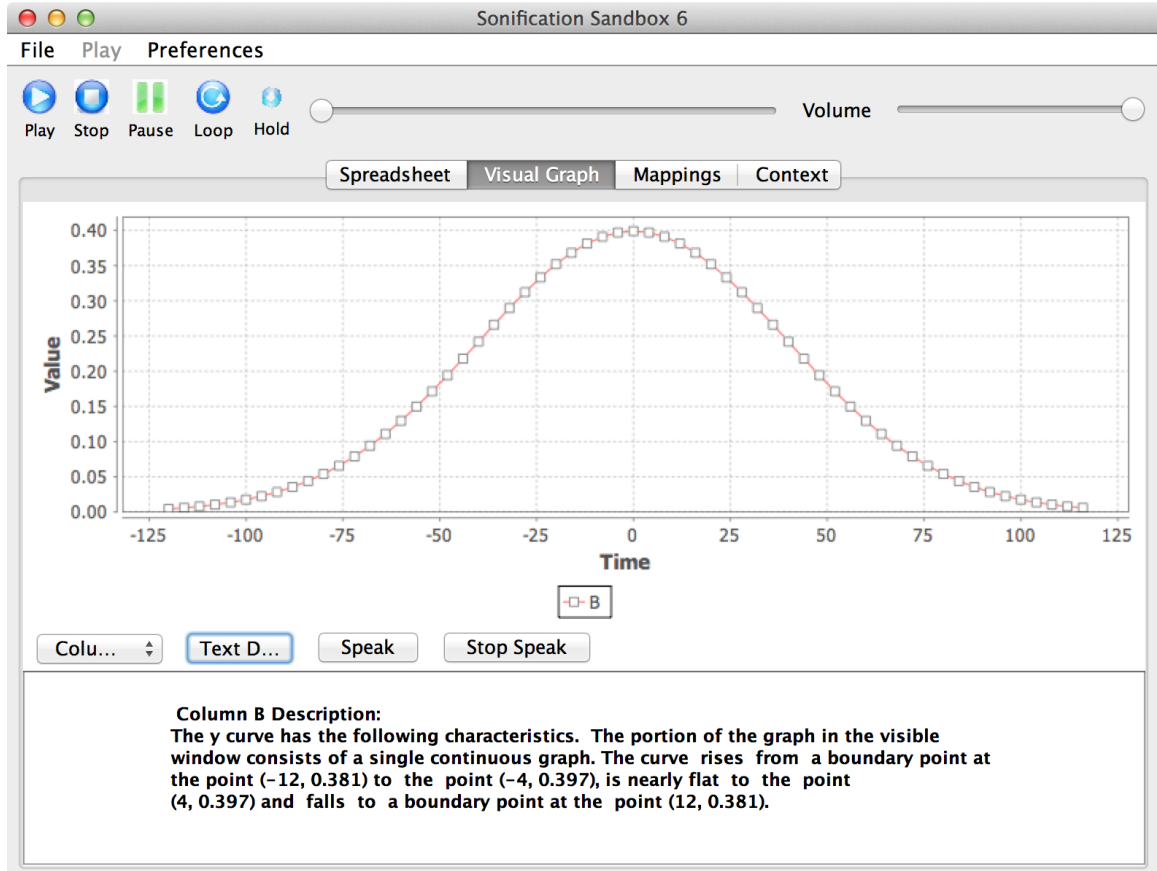 Sonification Sandbox 6
File Play Preferences
Play Stop Pause Loop Hold Volume
Spreadsheet Visual Graph Mappings Context
0.40
0.35
0.30
0.25
0.20
0.15
0.10
0.05
0.00
Value
-125 -100 -75 -50 -25 0 25 50 75 100 125
Time
B
Colu... Text D... Speak Stop Speak
Column B Description:
The y curve has the following characteristics. The portion of the graph in the visible
window consists of a single continuous graph. The curve rises from a boundary point at
the point (-12, 0.381) to the point (-4, 0.397), is nearly flat to the point
(4, 0.397) and falls to a boundary point at the point (12, 0.381).